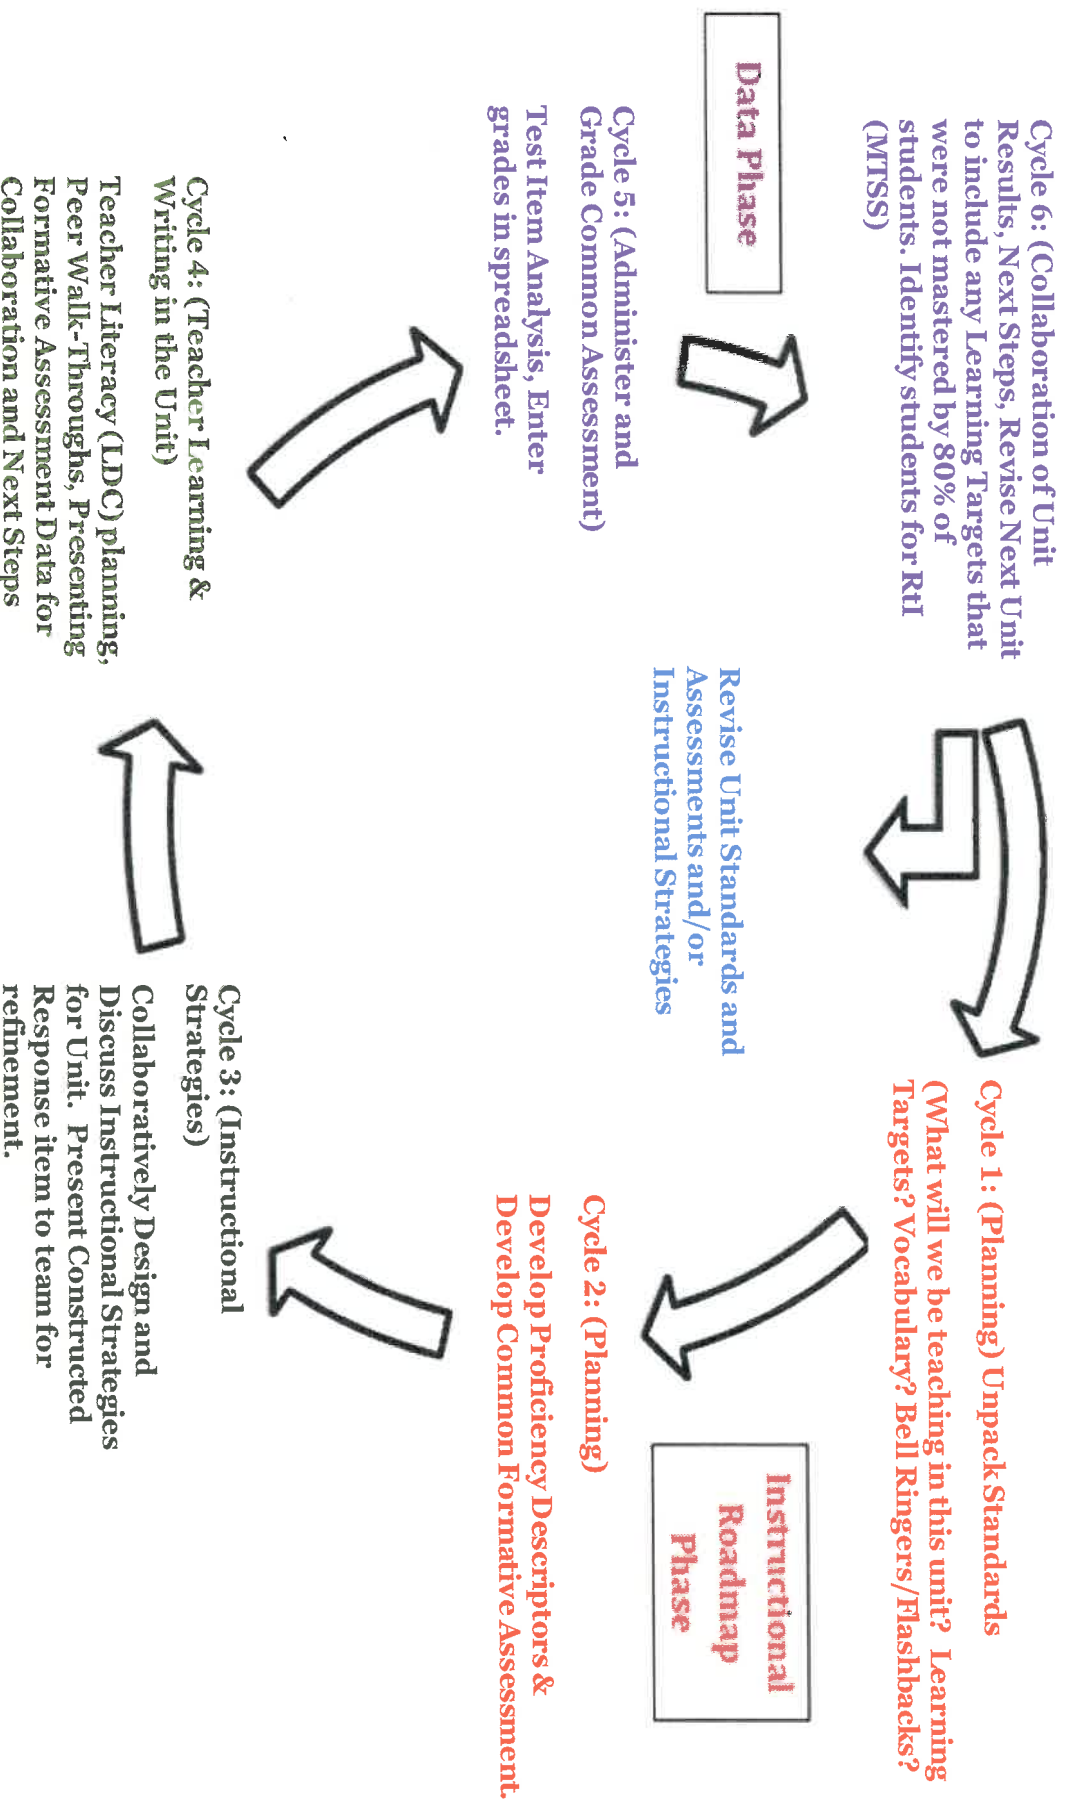 Cycle 6: (Collaboration of Unit
Results, Next Steps, Revise Next Unit
to include any Learning Targets that
were not mastered by 80% of
students. Identify students for RtI
(MTSS)
Data Phase
Cycle 5: (Administer and
Grade Common Assessment)
Test Item Analysis, Enter
grades in spreadsheet.
Cycle 4: (Teacher Learning &
Writing in the Unit)
Teacher Literacy (LDC) planning,
Peer Walk-Throughs, Presenting
Formative Assessment Data for
Collaboration and Next Steps
Revise Unit Standards and
Assessments and/or
Instructional Strategies
Cycle 1: (Planning) Unpack Standards
(What will we be teaching in this unit? Learning
Targets? Vocabulary? Bell Ringers/Flashbacks?
Instructional
Roadmap
Phase
Cycle 2: (Planning)
Develop Proficiency Descriptors &
Develop Common Formative Assessment.
Cycle 3: (Instructional
Strategies)
Collaboratively Design and
Discuss Instructional Strategies
for Unit. Present Constructed
Response item to team for
refinement.